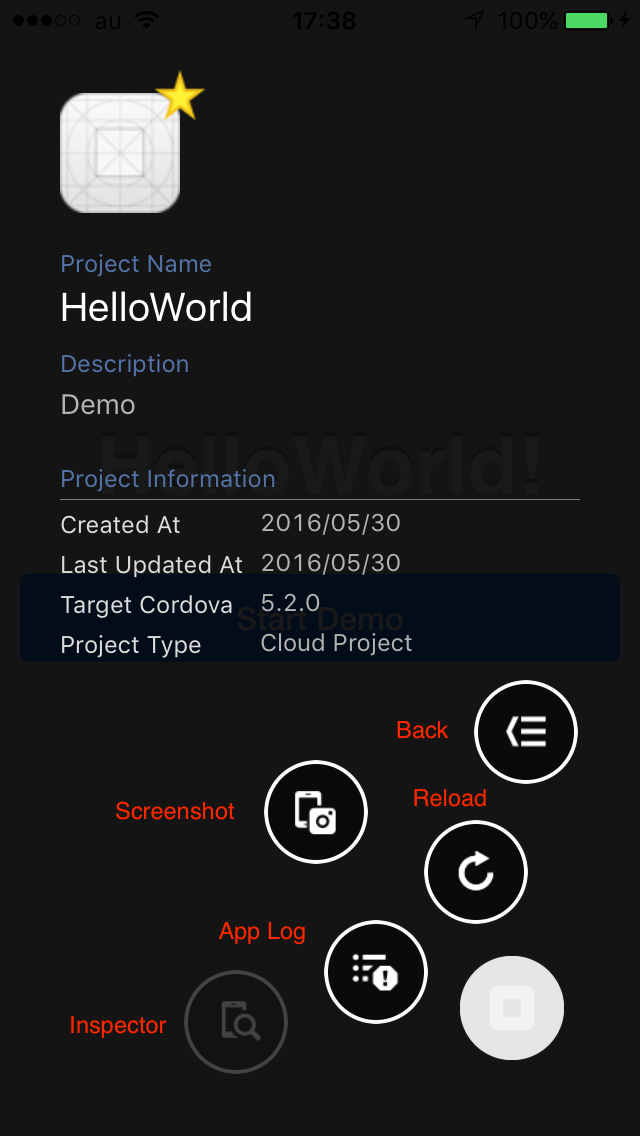 au 17:38 100%
Project Name
HelloWorld
Description
Demo
HelloWorld!
Project Information
Created At 2016/05/30
Last Updated At 2016/05/30
Target Cordova 5.2.0
Start Demo
Project Type Cloud Project
Back
Reload
Screenshot
App Log
Inspector